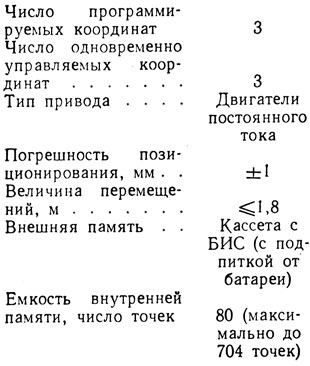 Число программи-
руемых координат 3
Число одновременно
управляемых коор-
динат . . . . . . . 3
Тип привода . . . . Двигатели
постоянного
тока
Погрешность пози-
ционирования, мм . . ±1
Величина перемеще-
ний, м . . . . . . . ⩽1,8
Внешняя память . . Кассета с
БИС (с под-
питкой от
батареи)
Емкость внутренней
памяти, число точек 80 (макси-
мально до
704 точек)